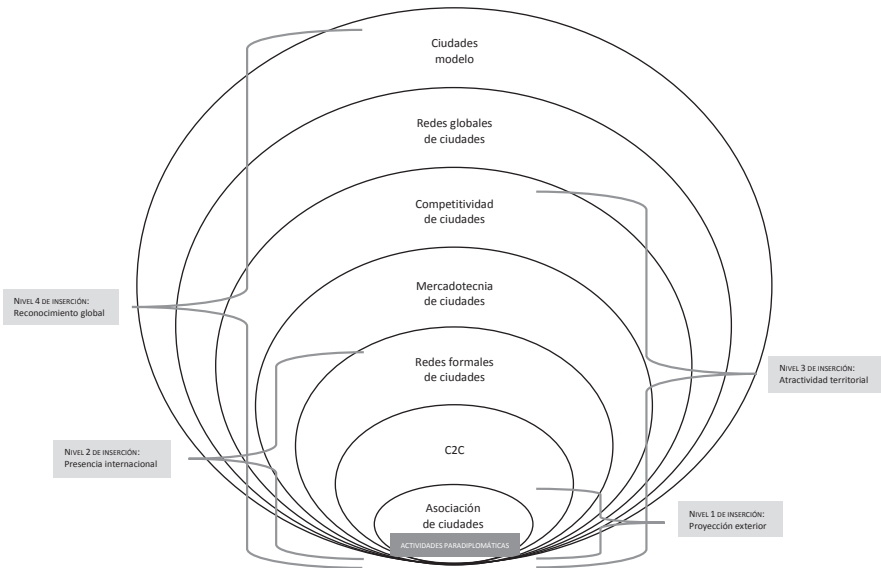 Ciudades
modelo
Redes globales
de ciudades
Competitividad
de ciudades
Mercadotecnia
de ciudades
NIVEL 4 DE INSERCIÓN:
Reconocimiento global
Redes formales
de ciudades
NIVEL 3 DE INSERCIÓN:
Atractividad territorial
C2C
NIVEL 2 DE INSERCIÓN:
Presencia internacional
Asociación
de ciudades
NIVEL 1 DE INSERCIÓN:
Proyección exterior
ACTIVIDADES PARADIPLOMÁTICAS